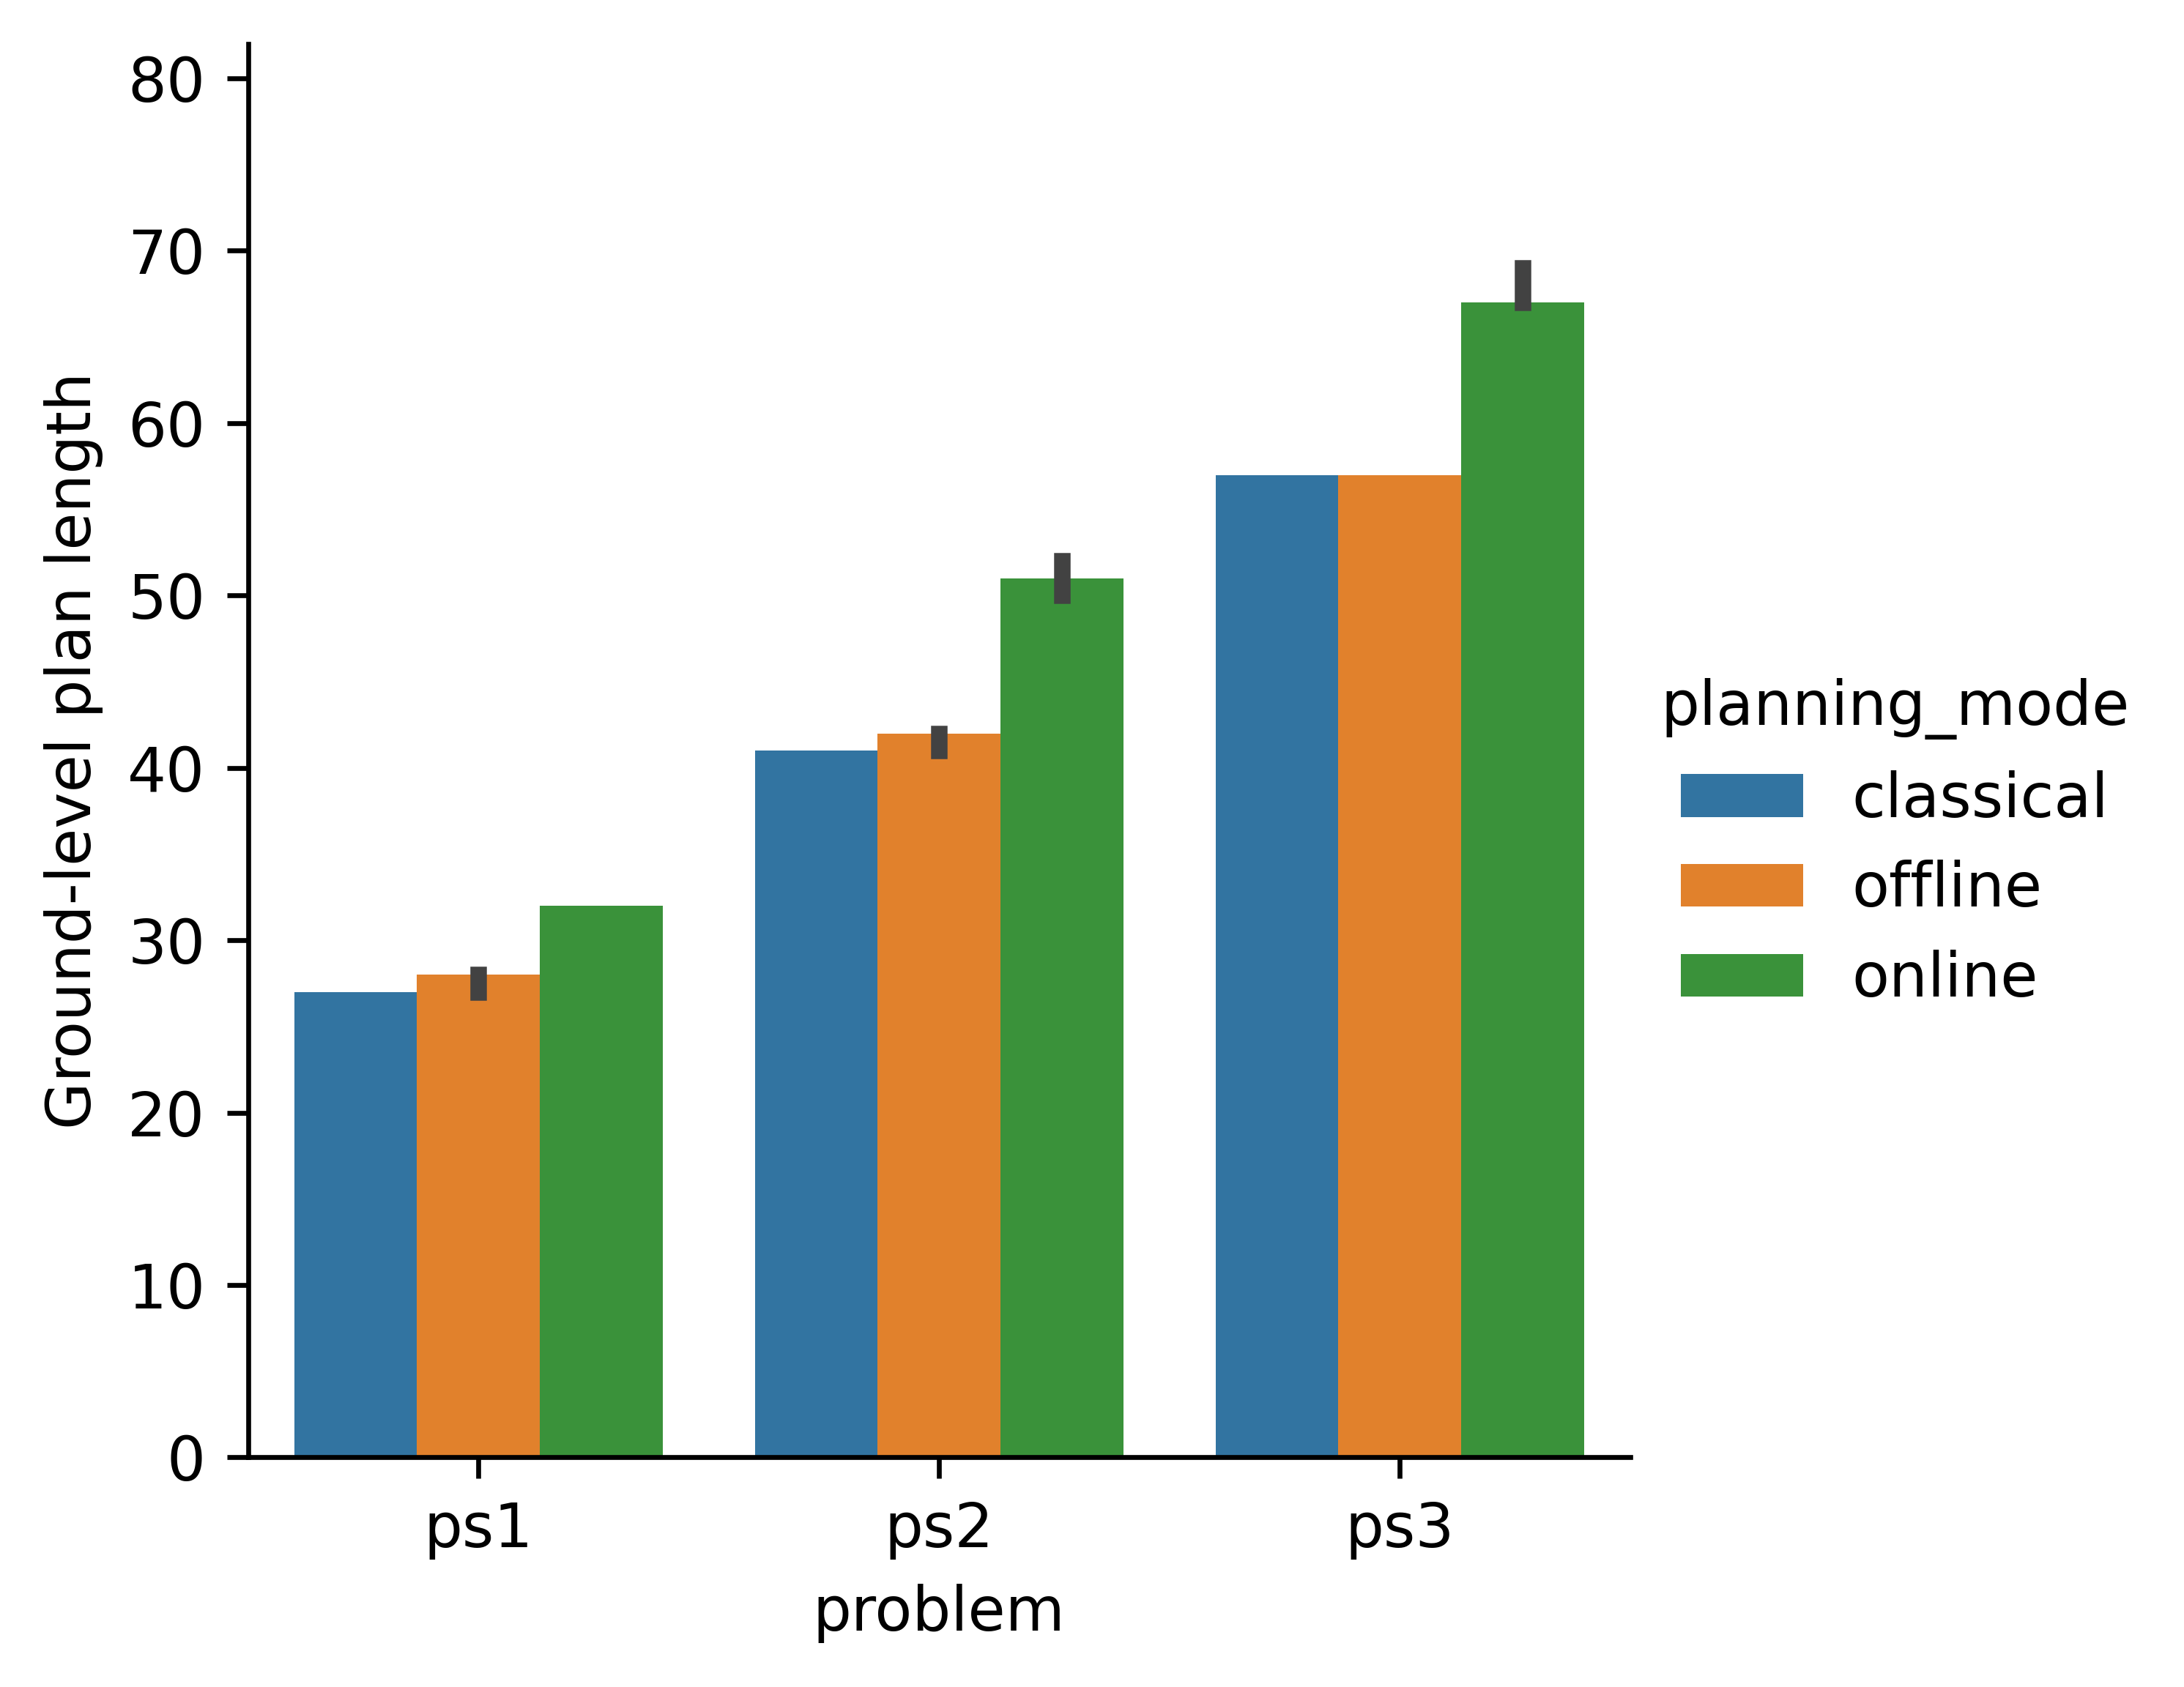 Ground-level plan length
80
70
60
50
40
30
20
10
0
ps1 ps2 ps3
problem
planning_mode
classical
offline
online